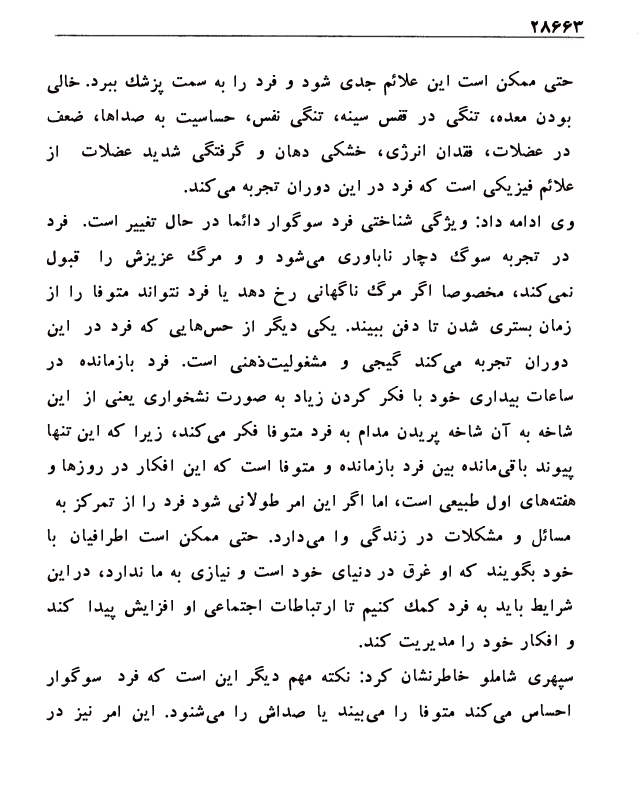 ۲۸۶۶۳
حتی ممکن است این علائم جدی شود و فرد را به سمت پزشك ببرد. خالی
بودن معده، تنگی در قفس سینه، تنگی نفس، حساسیت به صداها، ضعف
در عضلات، فقدان انرژی، خشکی دهان و گرفتگی شدید عضلات از
علائم فیزیکی است که فرد در این دوران تجربه می‌کند.
وی ادامه داد: ویژگی شناختی فرد سوگوار دائما در حال تغییر است. فرد
در تجربه سوگ دچار ناباوری می‌شود و و مرگ عزیزش را قبول
نمی‌کند، مخصوصا اگر مرگ ناگهانی رخ دهد یا فرد نتواند متوفا را از
زمان بستری شدن تا دفن ببیند. یکی دیگر از حس‌هایی که فرد در این
دوران تجربه می‌کند گیجی و مشغولیت‌ذهنی است. فرد بازمانده در
ساعات بیداری خود با فکر کردن زیاد به صورت نشخواری یعنی از این
شاخه به آن شاخه پریدن مدام به فرد متوفا فکر می‌کند، زیرا که این تنها
پیوند باقی‌مانده بین فرد بازمانده و متوفا است که این افکار در روزها و
هفته‌های اول طبیعی است، اما اگر این امر طولانی شود فرد را از تمرکز به
مسائل و مشکلات در زندگی وا می‌دارد. حتی ممکن است اطرافیان با
خود بگویند که او غرق در دنیای خود است و نیازی به ما ندارد، دراین
شرایط باید به فرد کمك کنیم تا ارتباطات اجتماعی او افزایش پیدا کند
و افکار خود را مدیریت کند.
سپهری شاملو خاطرنشان کرد: نکته مهم دیگر این است که فرد سوگوار
احساس می‌کند متوفا را می‌بیند یا صداش را می‌شنود. این امر نیز در